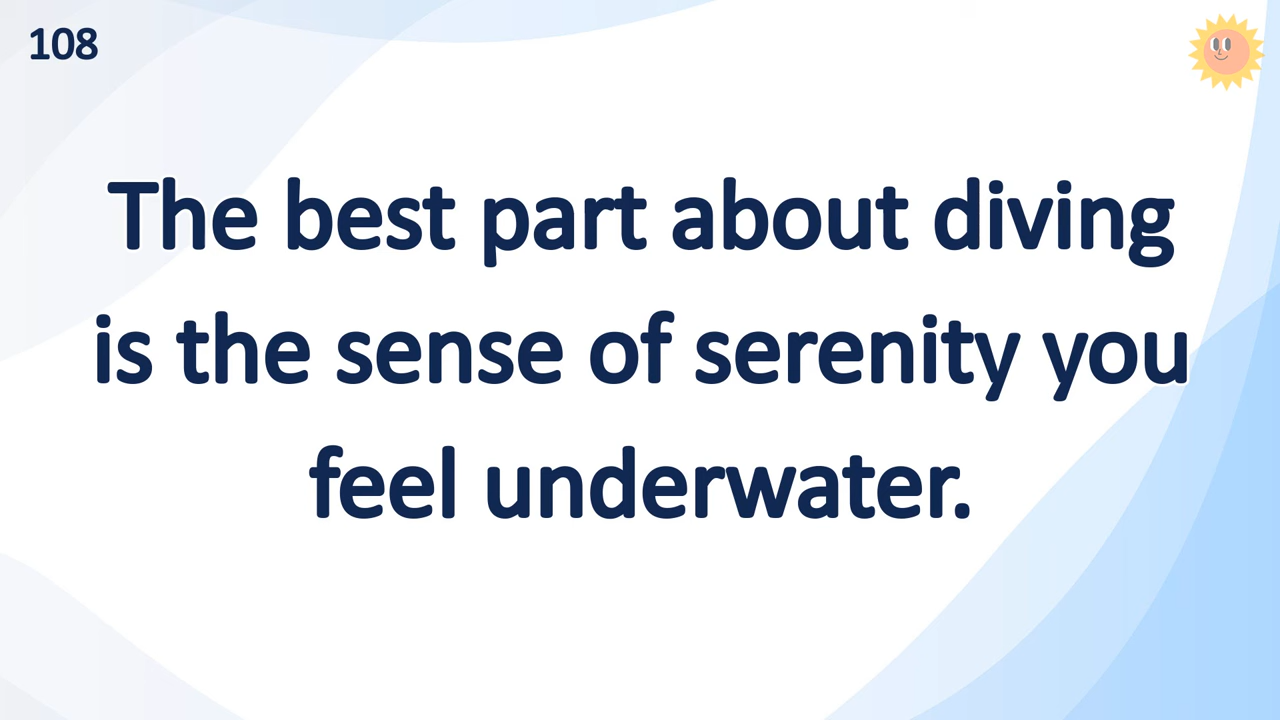 108
The best part about diving
is the sense of serenity you
feel underwater.